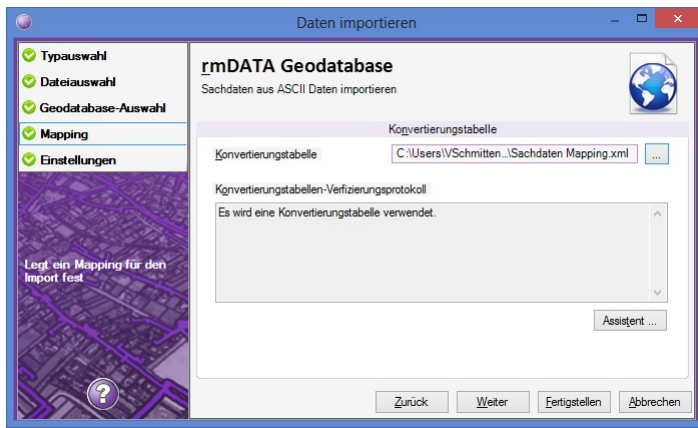 Daten importieren
Typauswahl
Dateiauswahl
Geodatabase-Auswahl
Mapping
Einstellungen
Legt ein Mapping für den
Import fest
?
rmDATA Geodatabase
Sachdaten aus ASCII Daten importieren
Konvertierungstabelle
Konvertierungstabelle
C:\Users\VSchmitten...\Sachdaten Mapping.xml
...
Konvertierungstabellen-Verfizierungsprotokoll
Es wird eine Konvertierungstabelle verwendet.
Assistent ...
Zurück
Weiter
Fertigstellen
Abbrechen